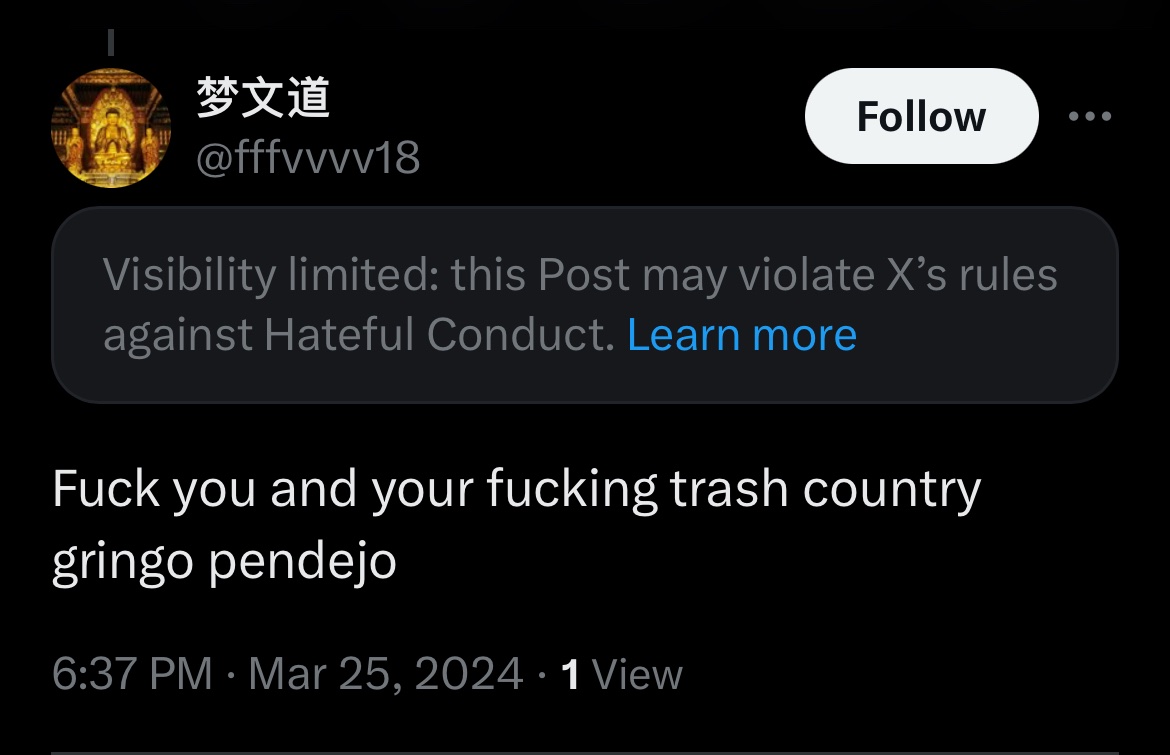 梦文道
@fffvvvv18
Follow
Visibility limited: this Post may violate X’s rules
against Hateful Conduct. Learn more
Fuck you and your fucking trash country
gringo pendejo
6:37 PM · Mar 25, 2024 · 1 View